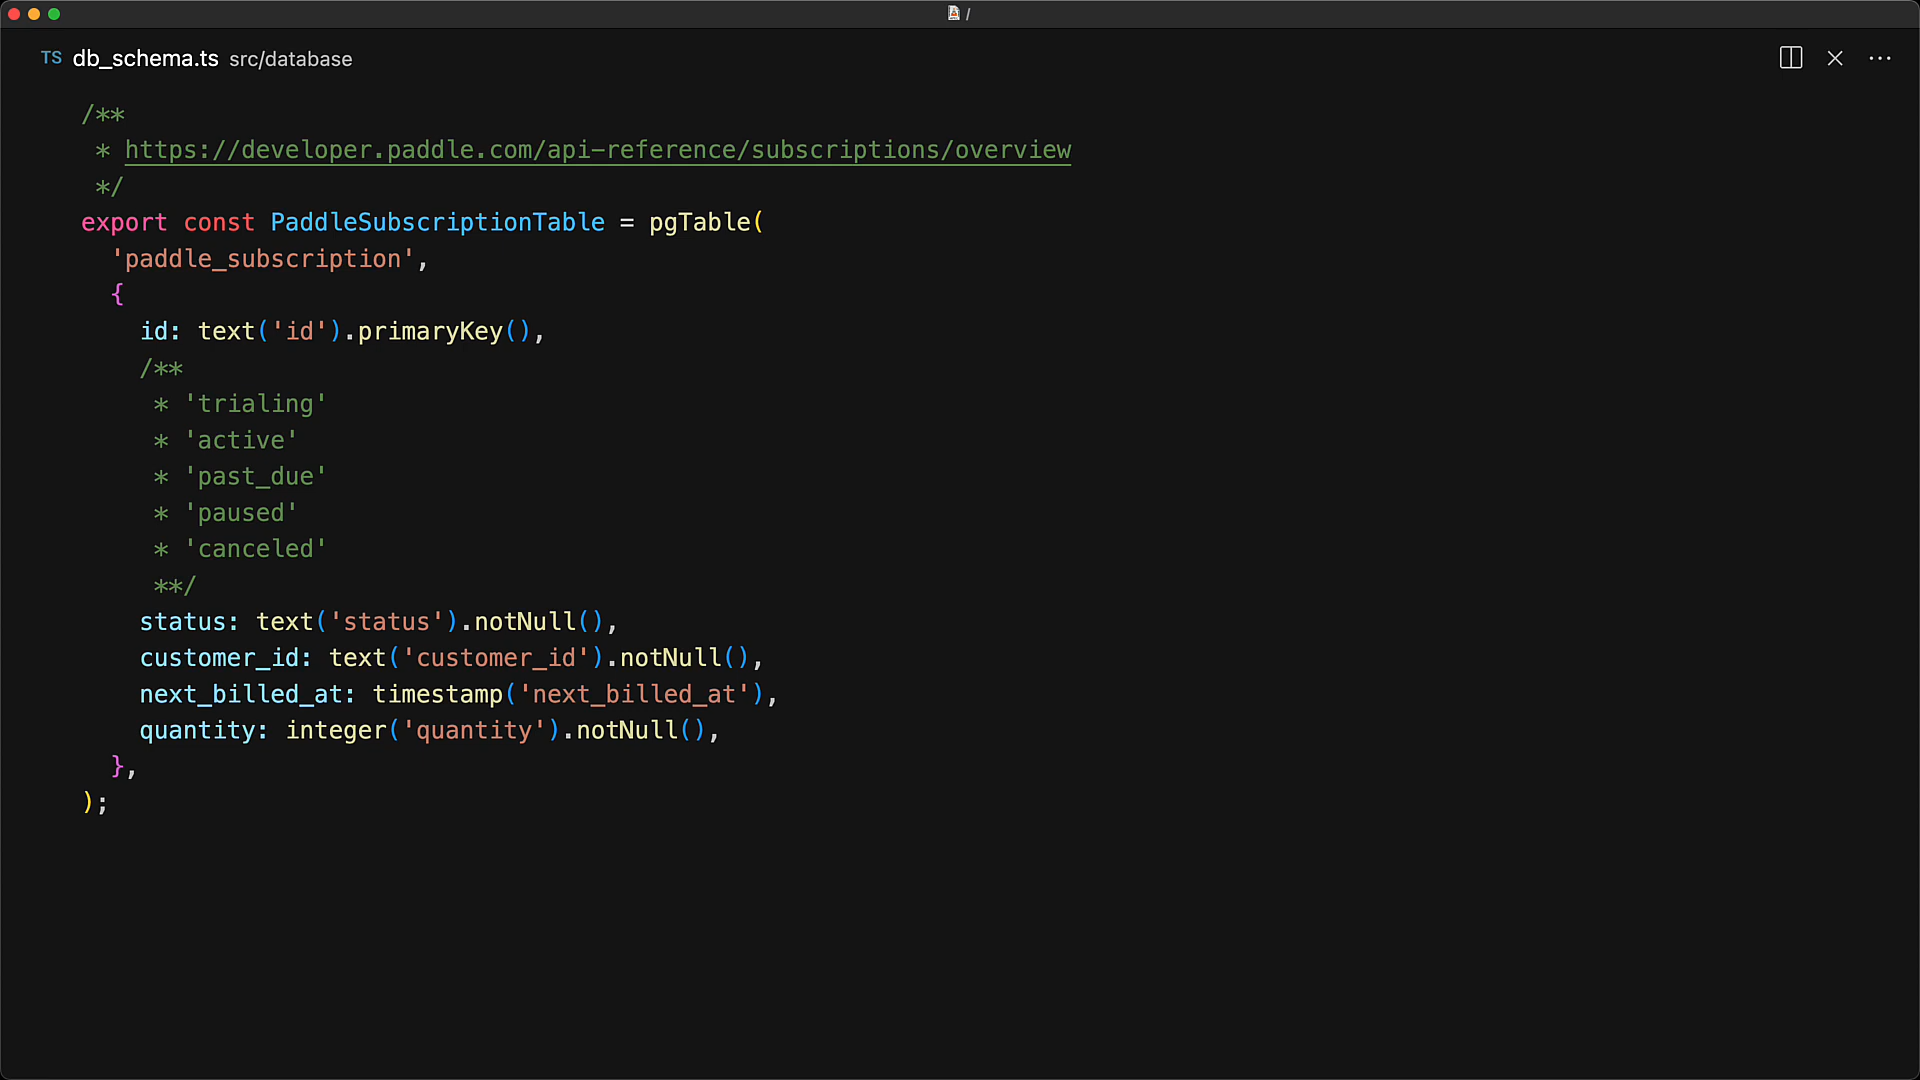 /
TS db_schema.ts src/database
/**
 * https://developer.paddle.com/api-reference/subscriptions/overview
 */
export const PaddleSubscriptionTable = pgTable(
  'paddle_subscription',
  {
    id: text('id').primaryKey(),
    /**
     * 'trialing'
     * 'active'
     * 'past_due'
     * 'paused'
     * 'canceled'
     **/
    status: text('status').notNull(),
    customer_id: text('customer_id').notNull(),
    next_billed_at: timestamp('next_billed_at'),
    quantity: integer('quantity').notNull(),
  },
);